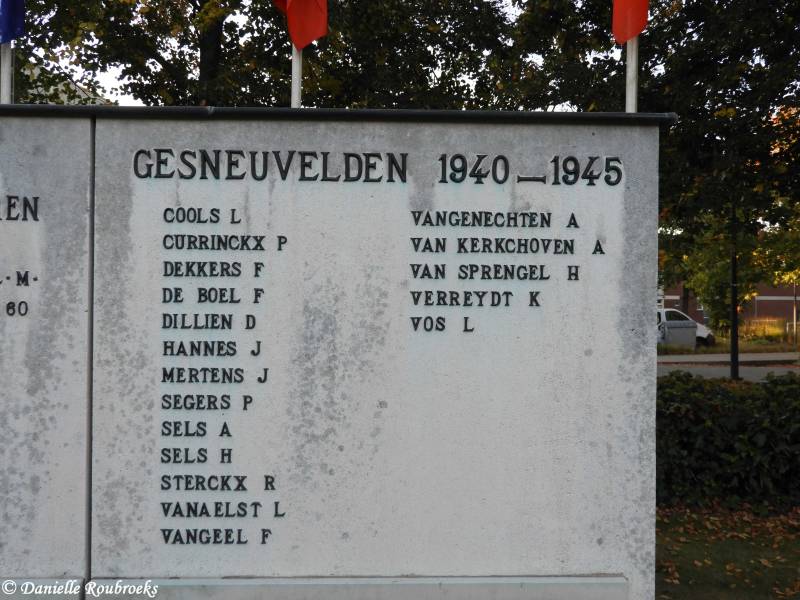 GESNEUVELDEN 1940 – 1945
COOLS L
CURRINCKX P
DEKKERS F
DE BOEL F
DILLIEN D
HANNES J
MERTENS J
SEGERS P
SELS A
SELS H
STERCKX R
VANAELST L
VANGEEL F
VANGENECHTEN A
VAN KERKCHOVEN A
VAN SPRENGEL H
VERREYDT K
VOS L
60
© Danielle Roubroeks